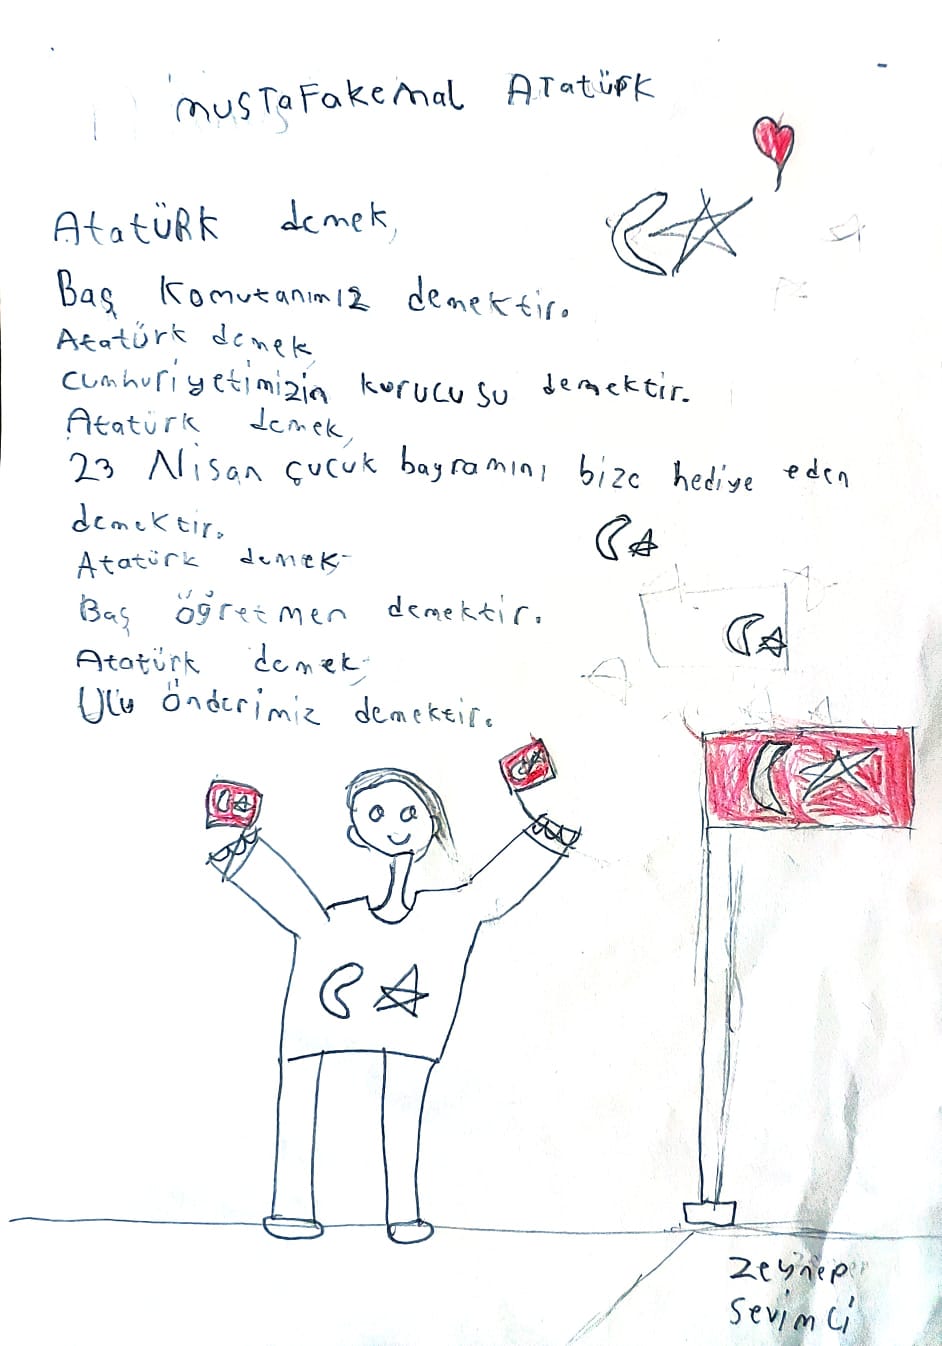 MUSTaFakemal ATatüRK
AtatüRK demek,
Baş Komutanımız demektir.
Atatürk demek
cumhuriyetimizin kurucusu demektir.
Atatürk demek,
23 Nisan çucuk bayramını bize hediye eden
demektir.
Atatürk demek
Baş öğretmen demektir.
Atatürk demek,
Ulu önderimiz demektir.
Zeynep
Sevimci